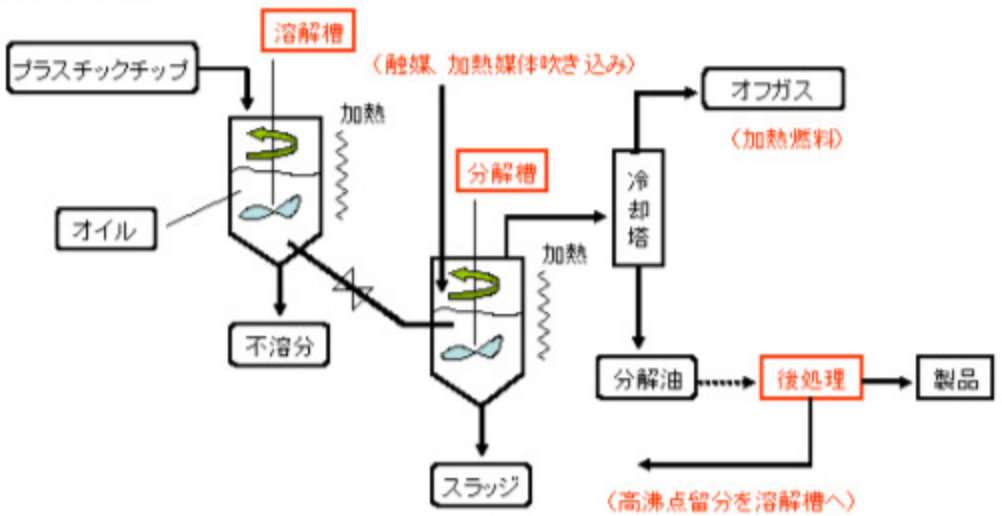 溶解槽
プラスチックチップ
(触媒、加熱媒体吹き込み)
オフガス
加熱
(加熱燃料)
分解槽
冷却塔
オイル
加熱
不溶分
分解油
後処理
製品
スラッジ
(高沸点留分を溶解槽へ)